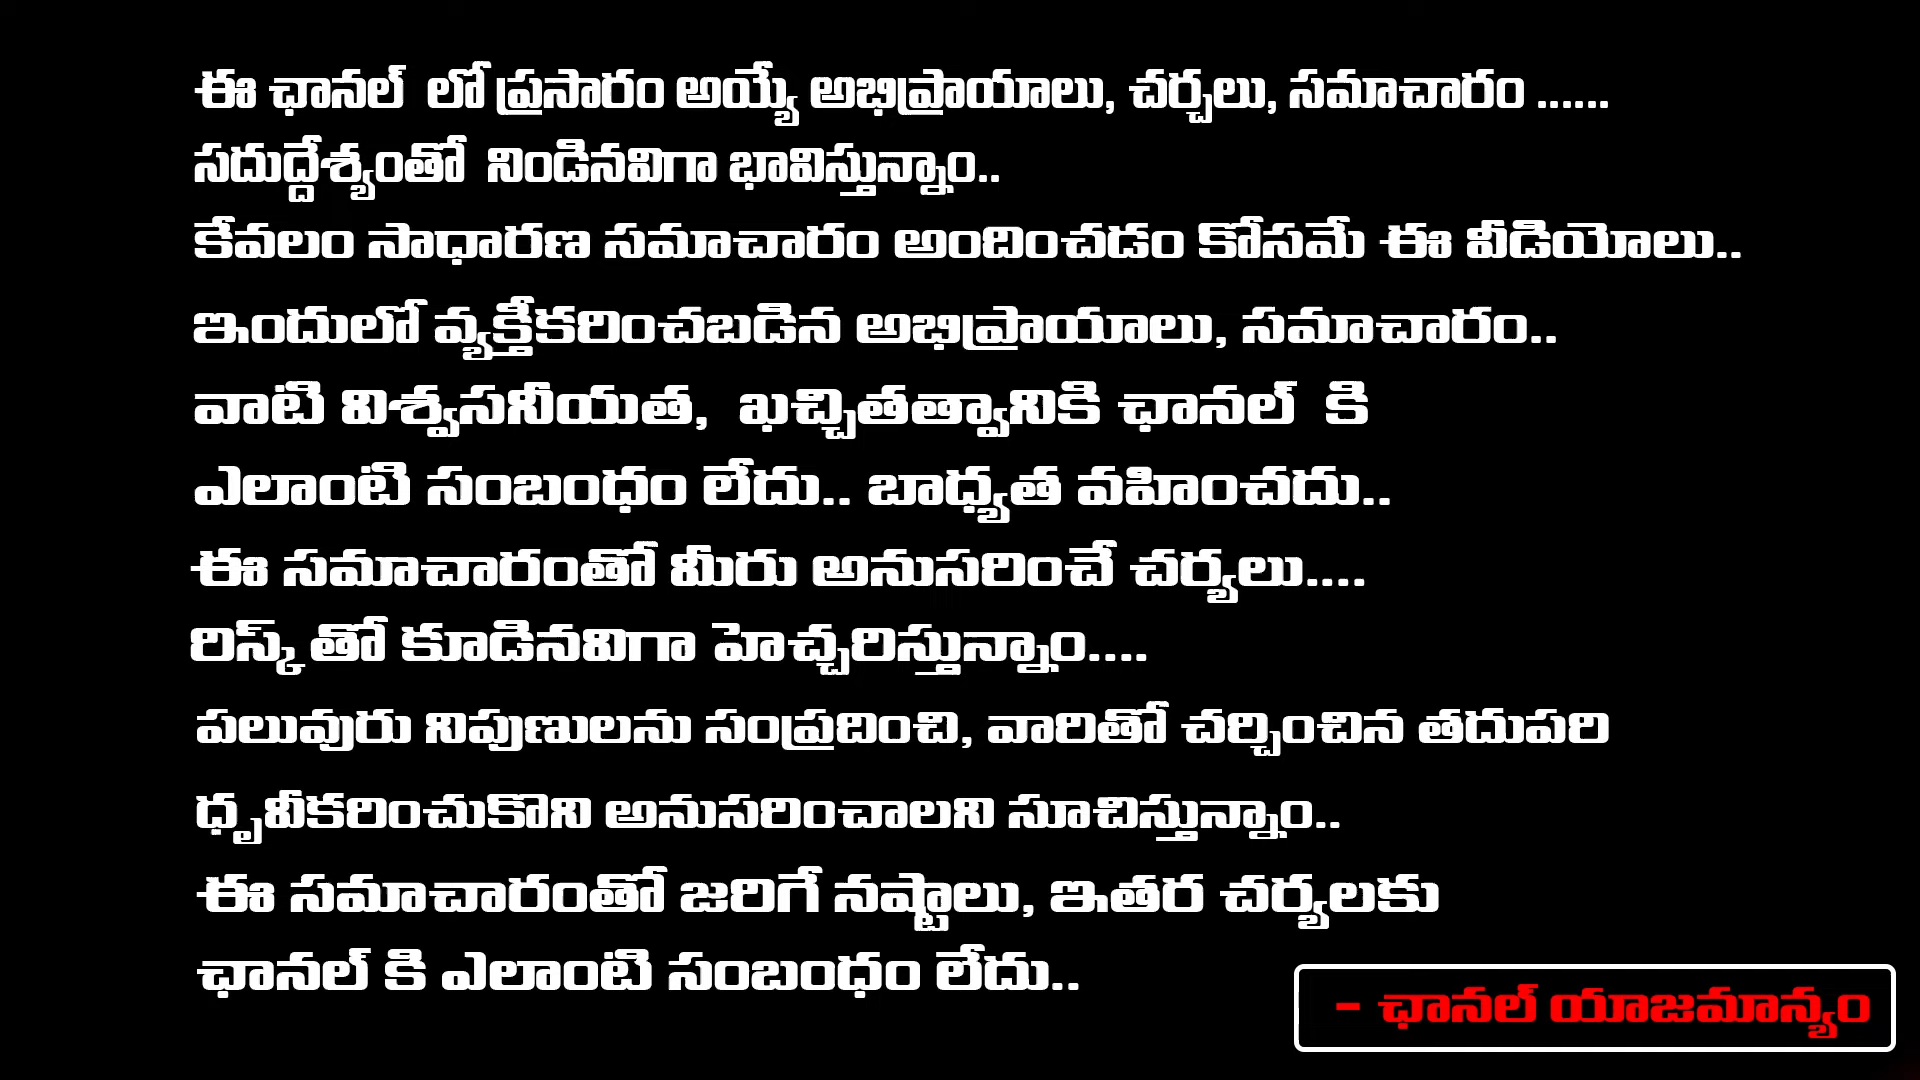 ఈ ఛానల్ లో ప్రసారం అయ్యే అభిప్రాయాలు, చర్చలు, సమాచారం ......
సదుద్దేశ్యంతో నిండినవిగా భావిస్తున్నాం..
కేవలం సాధారణ సమాచారం అందించడం కోసమే ఈ వీడియోలు..
ఇందులో వ్యక్తీకరించబడిన అభిప్రాయాలు, సమాచారం..
వాటి విశ్వసనీయత, ఖచ్చితత్వానికి ఛానల్ కి
ఎలాంటి సంబంధం లేదు.. బాధ్యత వహించదు..
ఈ సమాచారంతో మీరు అనుసరించే చర్యలు....
రిస్క్ తో కూడినవిగా హెచ్చరిస్తున్నాం....
పలువురు నిపుణులను సంప్రదించి, వారితో చర్చించిన తదుపరి
ధృవీకరించుకొని అనుసరించాలని సూచిస్తున్నాం..
ఈ సమాచారంతో జరిగే నష్టాలు, ఇతర చర్యలకు
ఛానల్ కి ఎలాంటి సంబంధం లేదు..
- ఛానల్ యాజమాన్యం